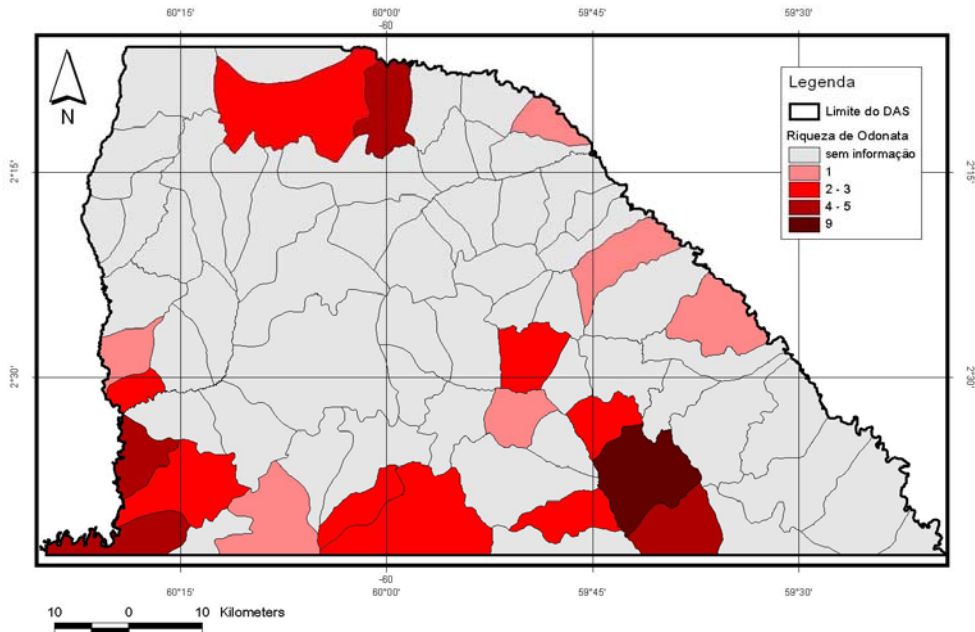 60°15' 60°00' 59°45' 59°30'
-60
N
Legenda
Limite do DAS
Riqueza de Odonata
sem informação
1
2 - 3
4 - 5
9
2°15' 2°15'
2°30' 2°30'
-60
60°15' 60°00' 59°45' 59°30'
10 0 10 Kilometers